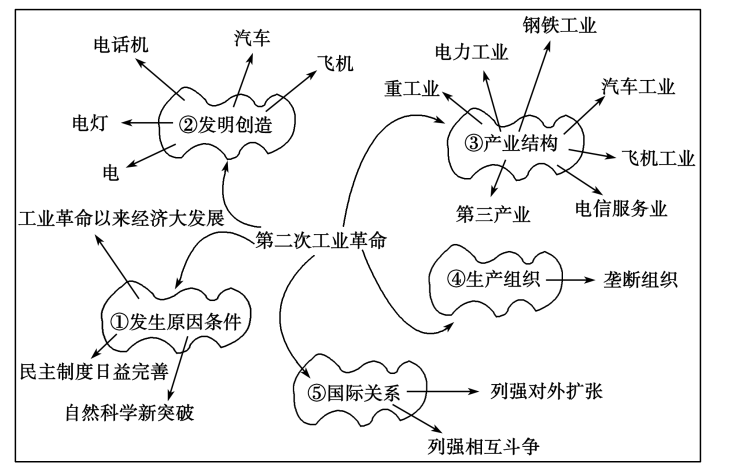 钢铁工业
电话机
汽车
电力工业
飞机
重工业
汽车工业
电灯
②发明创造
③产业结构
电
飞机工业
第三产业
电信服务业
工业革命以来经济大发展
第二次工业革命
④生产组织
垄断组织
①发生原因条件
民主制度日益完善
⑤国际关系
列强对外扩张
自然科学新突破
列强相互斗争